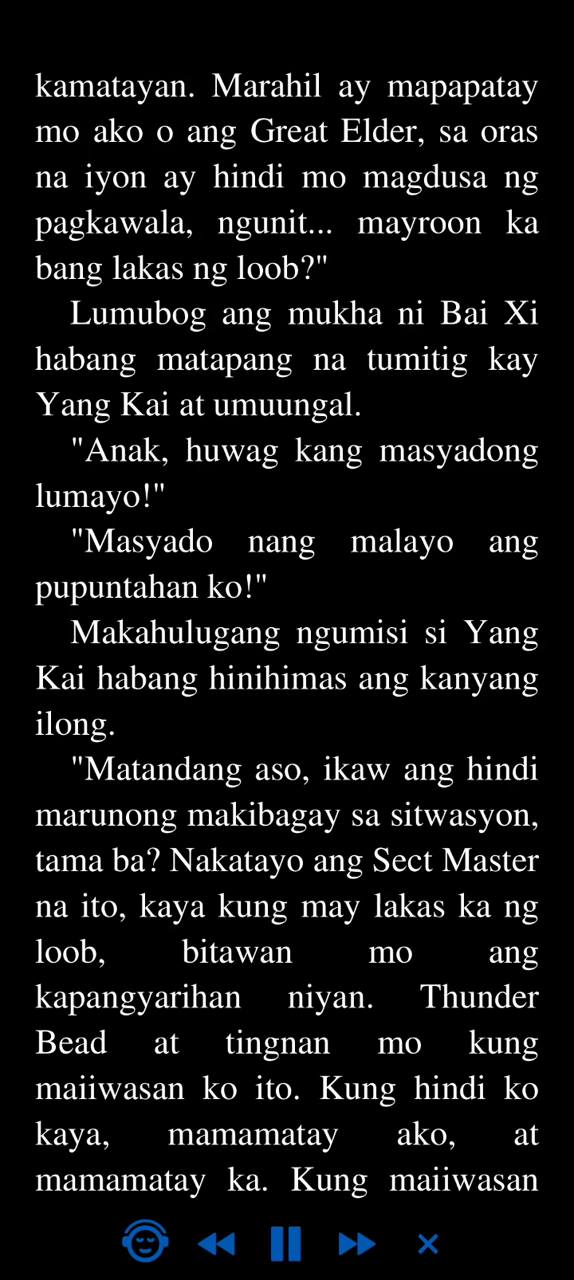 kamatayan. Marahil ay mapapatay
mo ako o ang Great Elder, sa oras
na iyon ay hindi mo magdusa ng
pagkawala, ngunit... mayroon ka
bang lakas ng loob?"
Lumubog ang mukha ni Bai Xi
habang matapang na tumitig kay
Yang Kai at umuungal.
"Anak, huwag kang masyadong
lumayo!"
"Masyado nang malayo ang
pupuntahan ko!"
Makahulugang ngumisi si Yang
Kai habang hinihimas ang kanyang
ilong.
"Matandang aso, ikaw ang hindi
marunong makibagay sa sitwasyon,
tama ba? Nakatayo ang Sect Master
na ito, kaya kung may lakas ka ng
loob, bitawan mo ang
kapangyarihan niyan. Thunder
Bead at tingnan mo kung
maiiwasan ko ito. Kung hindi ko
kaya, mamamatay ako, at
mamamatay ka. Kung maiiwasan